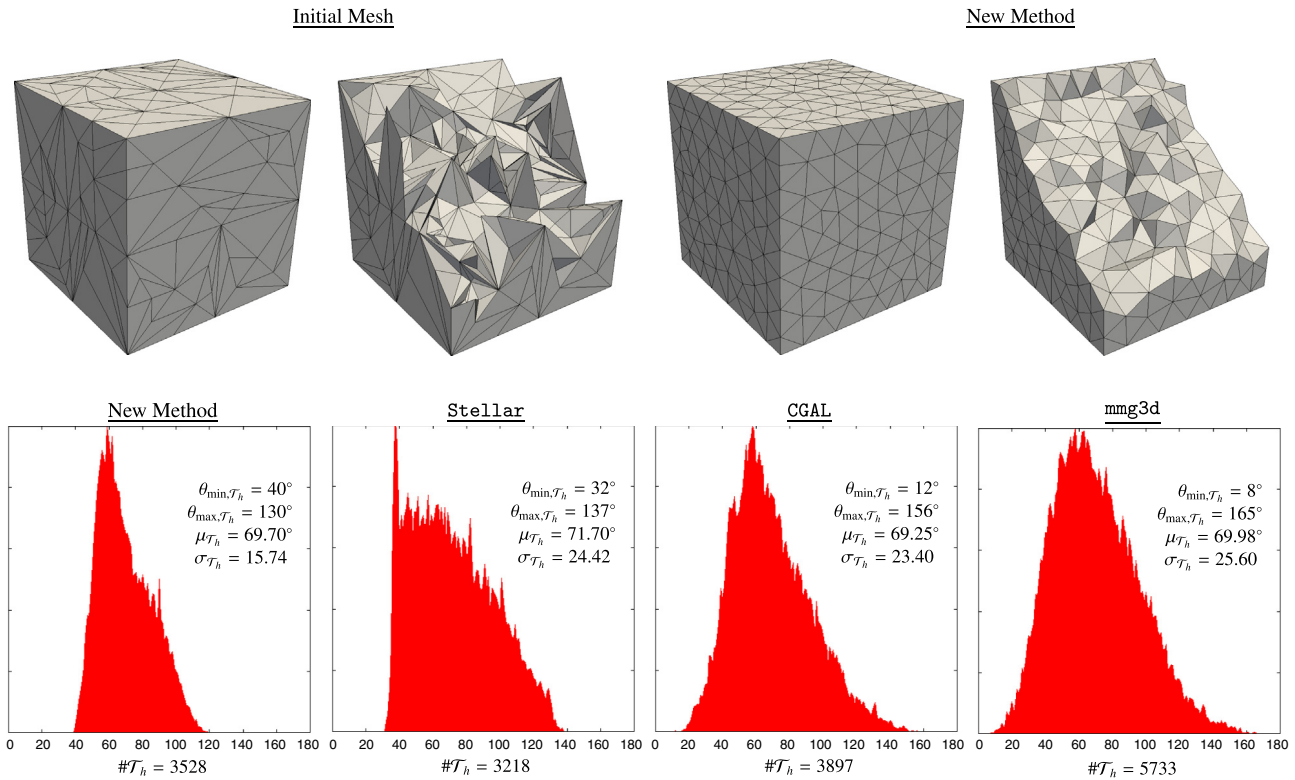 Initial Mesh
New Method
New Method
θmin,𝒯h = 40°
θmax,𝒯h = 130°
μ𝒯h = 69.70°
σ𝒯h = 15.74
0 20 40 60 80 100 120 140 160 180
#𝒯h = 3528
Stellar
θmin,𝒯h = 32°
θmax,𝒯h = 137°
μ𝒯h = 71.70°
σ𝒯h = 24.42
0 20 40 60 80 100 120 140 160 180
#𝒯h = 3218
CGAL
θmin,𝒯h = 12°
θmax,𝒯h = 156°
μ𝒯h = 69.25°
σ𝒯h = 23.40
0 20 40 60 80 100 120 140 160 180
#𝒯h = 3897
mmg3d
θmin,𝒯h = 8°
θmax,𝒯h = 165°
μ𝒯h = 69.98°
σ𝒯h = 25.60
0 20 40 60 80 100 120 140 160 180
#𝒯h = 5733